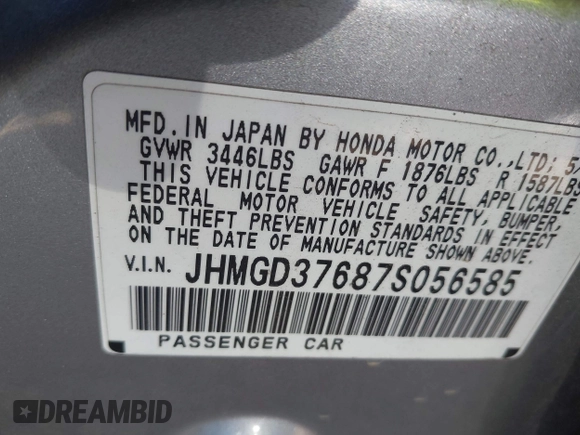 MFD. IN JAPAN BY HONDA MOTOR CO., LTD; 5/
GVWR 3446LBS GAWR F 1876LBS R 1587LBS
THIS VEHICLE CONFORMS TO ALL APPLICABLE
FEDERAL MOTOR VEHICLE SAFETY, BUMPER,
AND THEFT PREVENTION STANDARDS IN EFFECT
ON THE DATE OF MANUFACTURE SHOWN ABOVE.
V.I.N. JHMGD37687S056585
PASSENGER CAR
DREAMBID